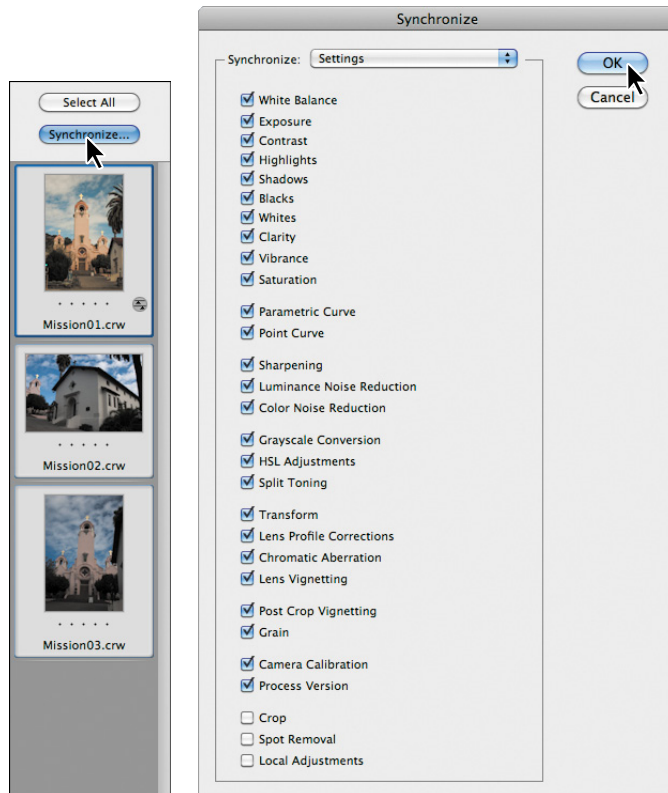 Select All
Synchronize...
Mission01.crw
Mission02.crw
Mission03.crw
Synchronize
Synchronize: Settings
OK
Cancel
White Balance
Exposure
Contrast
Highlights
Shadows
Blacks
Whites
Clarity
Vibrance
Saturation
Parametric Curve
Point Curve
Sharpening
Luminance Noise Reduction
Color Noise Reduction
Grayscale Conversion
HSL Adjustments
Split Toning
Transform
Lens Profile Corrections
Chromatic Aberration
Lens Vignetting
Post Crop Vignetting
Grain
Camera Calibration
Process Version
Crop
Spot Removal
Local Adjustments